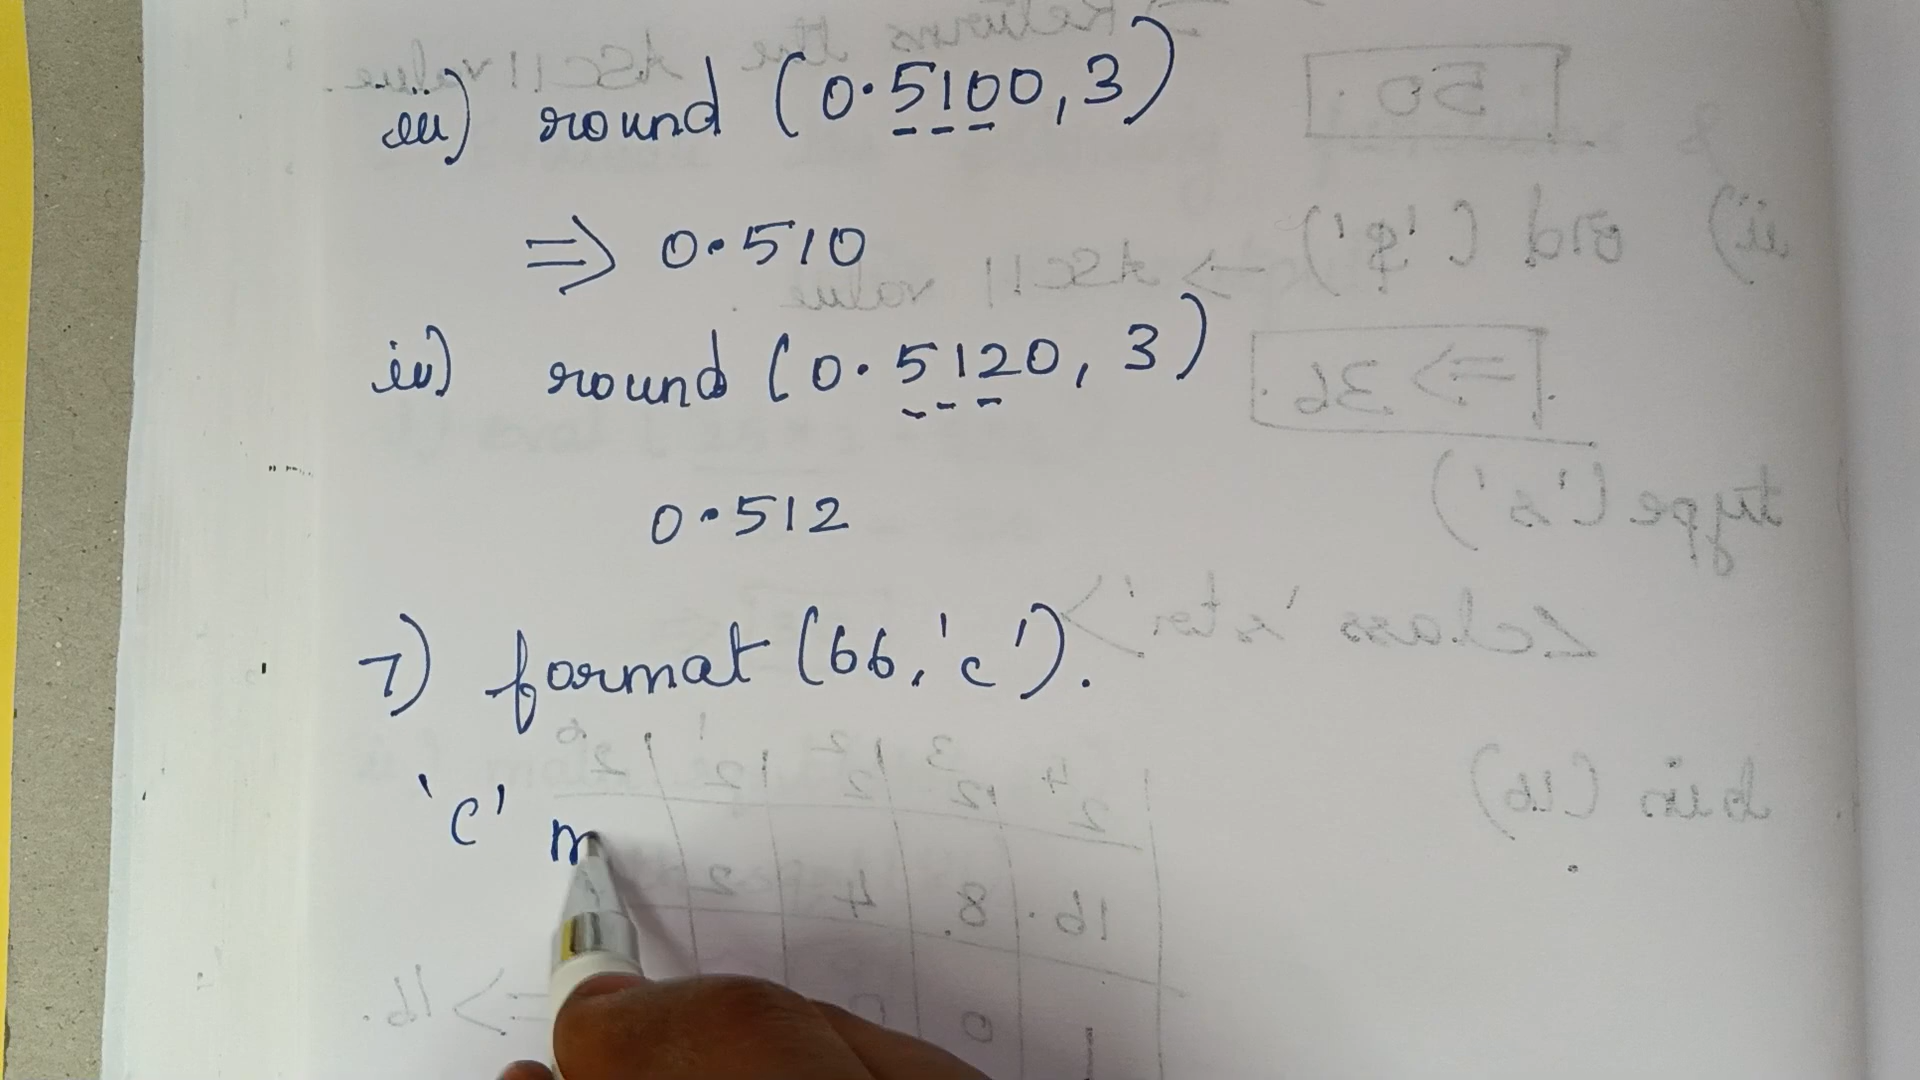 iii) round (0.5100, 3)
⇒ 0.510
iv) round (0.5120, 3)
0.512
7) format (66, 'c').
'c' m